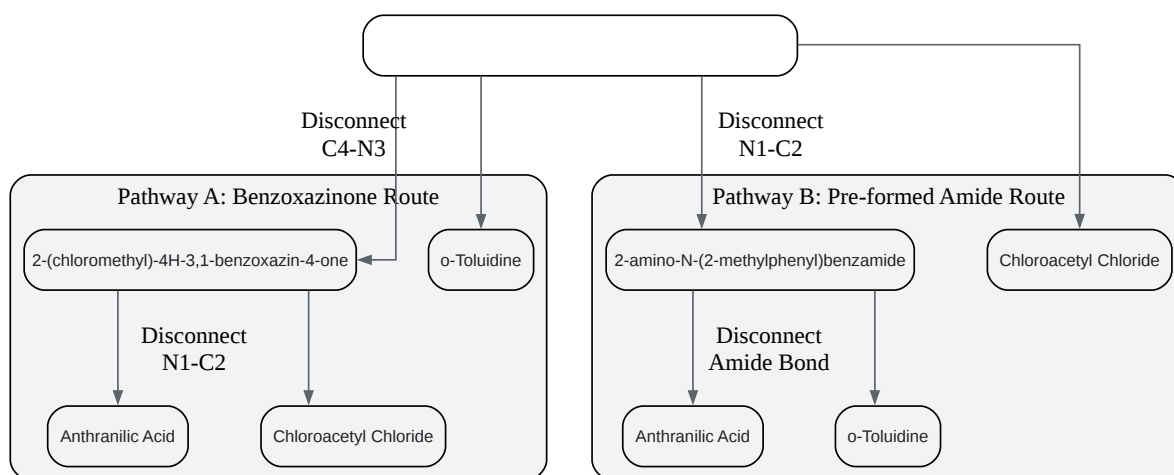 Disconnect
C4-N3
Disconnect
N1-C2
Pathway A: Benzoxazinone Route
Pathway B: Pre-formed Amide Route
2-(chloromethyl)-4H-3,1-benzoxazin-4-one
o-Toluidine
2-amino-N-(2-methylphenyl)benzamide
Chloroacetyl Chloride
Disconnect
N1-C2
Disconnect
Amide Bond
Anthranilic Acid
Chloroacetyl Chloride
Anthranilic Acid
o-Toluidine